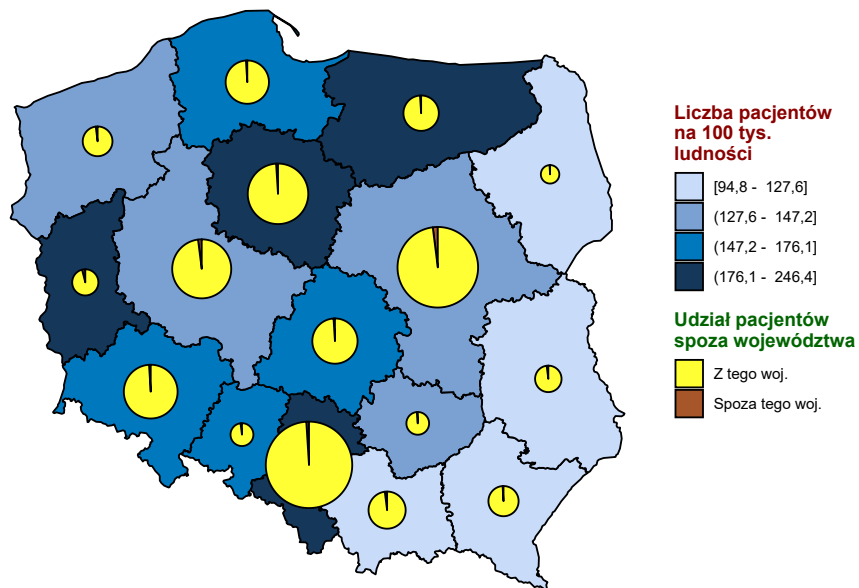 Liczba pacjentów
na 100 tys.
ludności
[94,8 - 127,6]
(127,6 - 147,2]
(147,2 - 176,1]
(176,1 - 246,4]
Udział pacjentów
spoza województwa
Z tego woj.
Spoza tego woj.